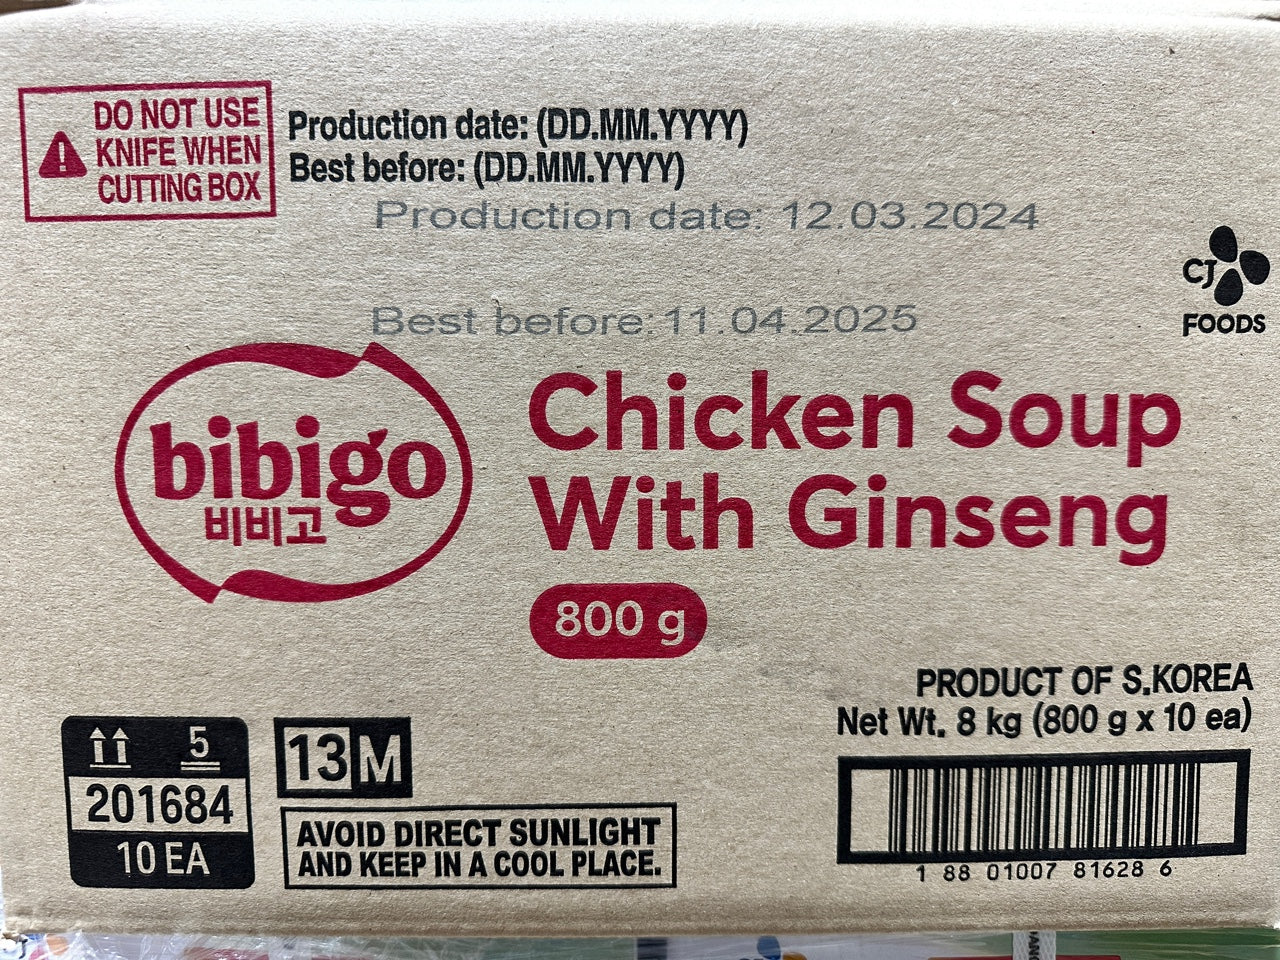 DO NOT USE
KNIFE WHEN
CUTTING BOX
Production date: (DD.MM.YYYY)
Best before: (DD.MM.YYYY)
Production date: 12.03.2024
Best before: 11.04.2025
CJ
FOODS
bibigo
비비고
Chicken Soup
With Ginseng
800 g
PRODUCT OF S.KOREA
Net Wt. 8 kg (800 g x 10 ea)
5
201684
10 EA
13M
AVOID DIRECT SUNLIGHT
AND KEEP IN A COOL PLACE.
1 88 01007 81628 6